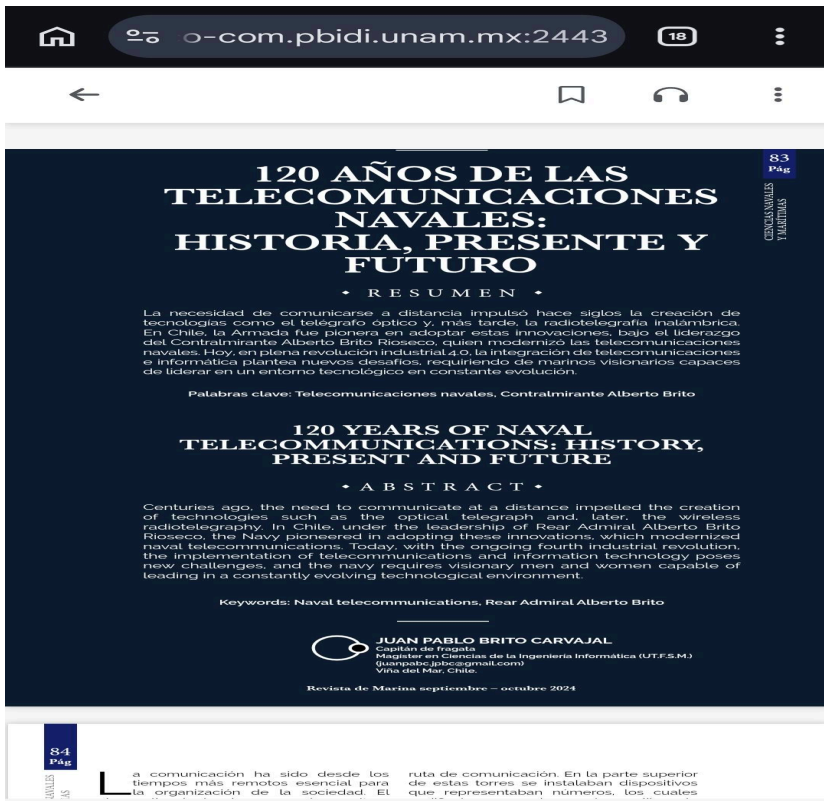 o-com.pbidi.unam.mx:2443
18
83
Pág
CIENCIAS NAVALES
Y MARÍTIMAS
120 AÑOS DE LAS
TELECOMUNICACIONES
NAVALES:
HISTORIA, PRESENTE Y
FUTURO
• RESUMEN •
La necesidad de comunicarse a distancia impulsó hace siglos la creación de
tecnologías como el telégrafo óptico y, más tarde, la radiotelegrafía inalámbrica.
En Chile, la Armada fue pionera en adoptar estas innovaciones, bajo el liderazgo
del Contralmirante Alberto Brito Rioseco, quien modernizó las telecomunicaciones
navales. Hoy, en plena revolución industrial 4.0, la integración de telecomunicaciones
e informática plantea nuevos desafíos, requiriendo de marinos visionarios capaces
de liderar en un entorno tecnológico en constante evolución.
Palabras clave: Telecomunicaciones navales, Contralmirante Alberto Brito
120 YEARS OF NAVAL
TELECOMMUNICATIONS: HISTORY,
PRESENT AND FUTURE
• ABSTRACT •
Centuries ago, the need to communicate at a distance impelled the creation
of technologies such as the optical telegraph and, later, the wireless
radiotelegraphy. In Chile, under the leadership of Rear Admiral Alberto Brito
Rioseco, the Navy pioneered in adopting these innovations, which modernized
naval telecommunications. Today, with the ongoing fourth industrial revolution,
the implementation of telecommunications and information technology poses
new challenges, and the navy requires visionary men and women capable of
leading in a constantly evolving technological environment.
Keywords: Naval telecommunications, Rear Admiral Alberto Brito
JUAN PABLO BRITO CARVAJAL
Capitán de fragata
Magíster en Ciencias de la Ingeniería Informática (UT.F.S.M.)
(juanpabc.jpbc@gmail.com)
Viña del Mar, Chile.
Revista de Marina septiembre – octubre 2024
84
Pág
La comunicación ha sido desde los
tiempos más remotos esencial para
la organización de la sociedad. El
ruta de comunicación. En la parte superior
de estas torres se instalaban dispositivos
que representaban números, los cuales